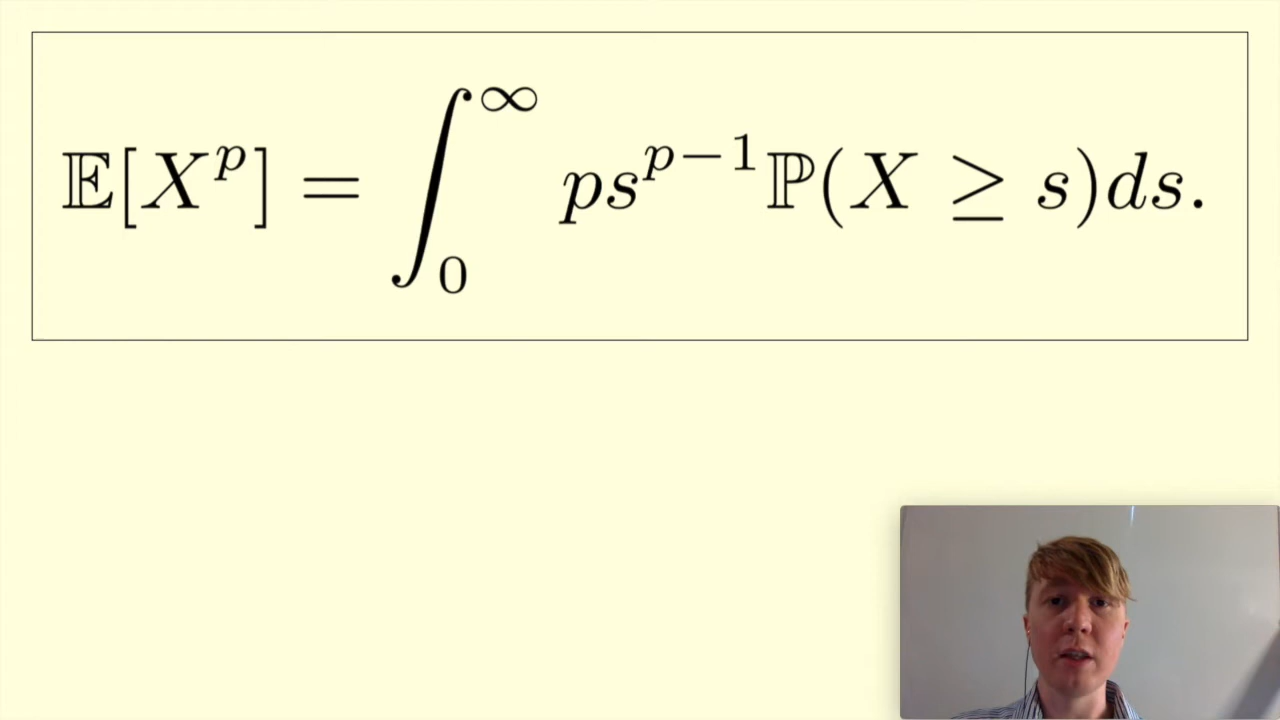 𝔼[X^p] = ∫_0^∞ ps^{p−1}ℙ(X ≥ s)ds.